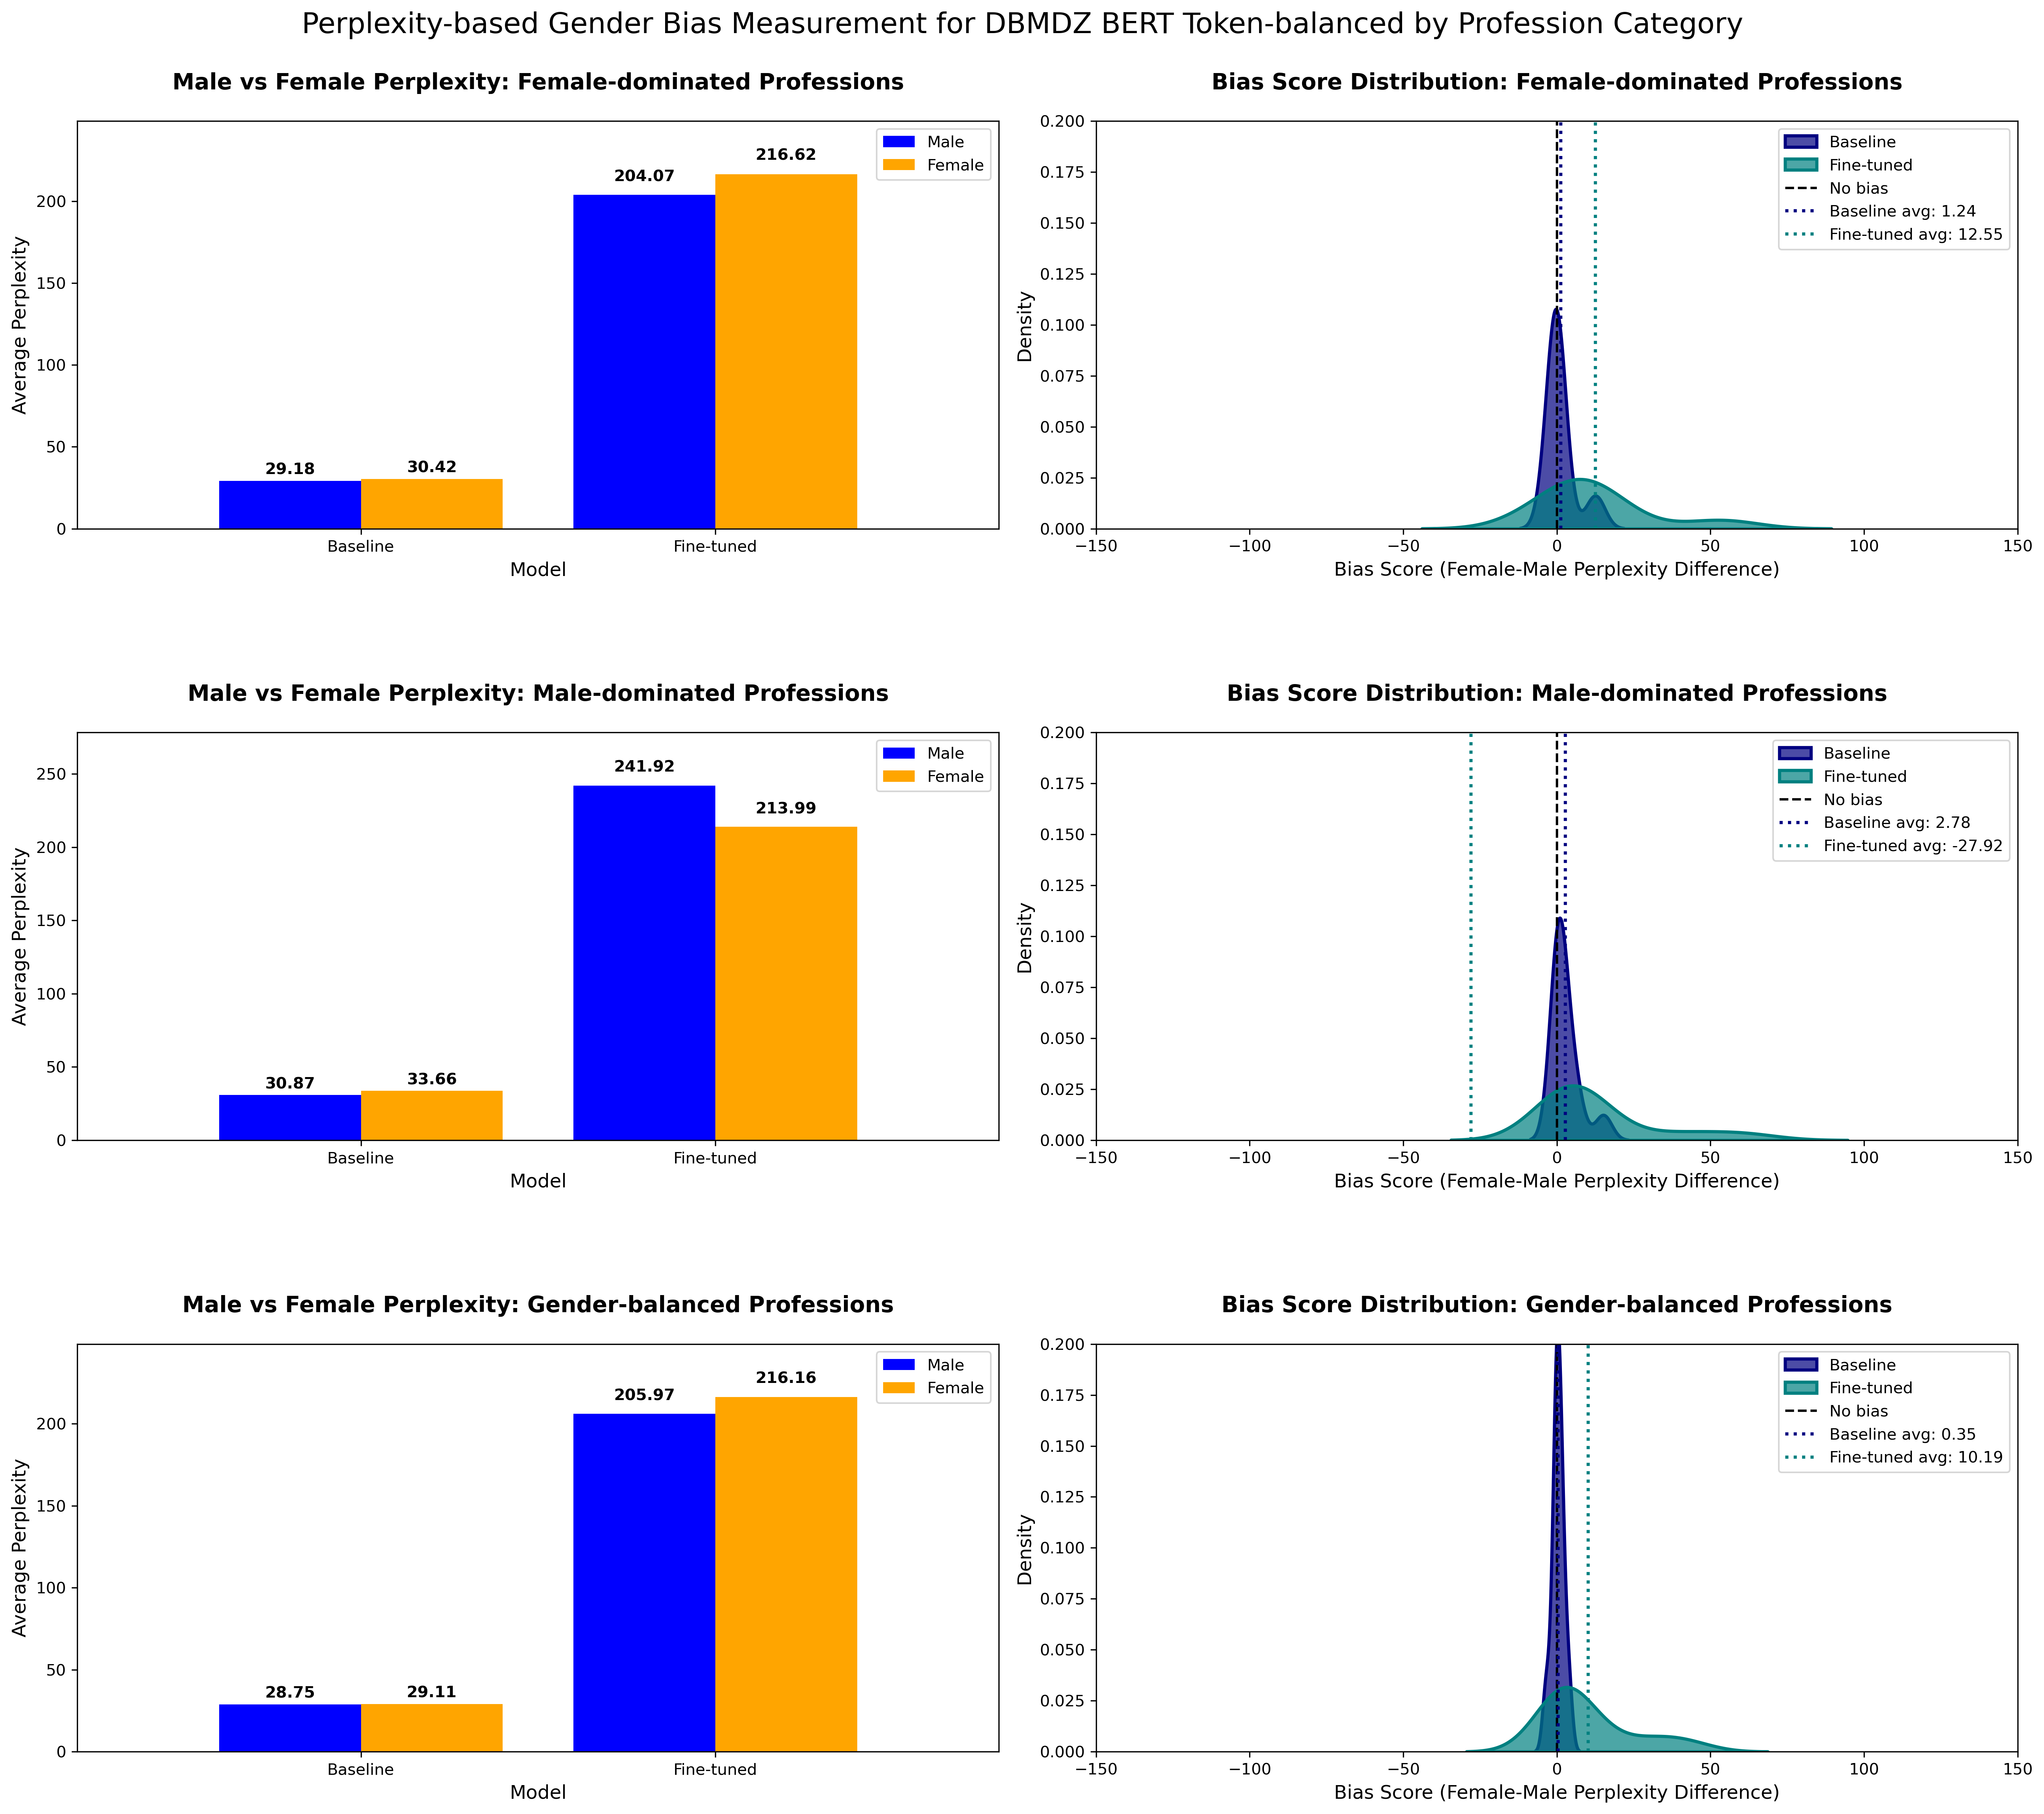 Perplexity-based Gender Bias Measurement for DBMDZ BERT Token-balanced by Profession Category
Male vs Female Perplexity: Female-dominated Professions
Average Perplexity
200
150
100
50
0
29.18
30.42
204.07
216.62
Male
Female
Baseline
Fine-tuned
Model
Bias Score Distribution: Female-dominated Professions
Density
0.200
0.175
0.150
0.125
0.100
0.075
0.050
0.025
0.000
Baseline
Fine-tuned
No bias
Baseline avg: 1.24
Fine-tuned avg: 12.55
−150
−100
−50
0
50
100
150
Bias Score (Female-Male Perplexity Difference)
Male vs Female Perplexity: Male-dominated Professions
Average Perplexity
250
200
150
100
50
0
30.87
33.66
241.92
213.99
Male
Female
Baseline
Fine-tuned
Model
Bias Score Distribution: Male-dominated Professions
Density
0.200
0.175
0.150
0.125
0.100
0.075
0.050
0.025
0.000
Baseline
Fine-tuned
No bias
Baseline avg: 2.78
Fine-tuned avg: -27.92
−150
−100
−50
0
50
100
150
Bias Score (Female-Male Perplexity Difference)
Male vs Female Perplexity: Gender-balanced Professions
Average Perplexity
200
150
100
50
0
28.75
29.11
205.97
216.16
Male
Female
Baseline
Fine-tuned
Model
Bias Score Distribution: Gender-balanced Professions
Density
0.200
0.175
0.150
0.125
0.100
0.075
0.050
0.025
0.000
Baseline
Fine-tuned
No bias
Baseline avg: 0.35
Fine-tuned avg: 10.19
−150
−100
−50
0
50
100
150
Bias Score (Female-Male Perplexity Difference)